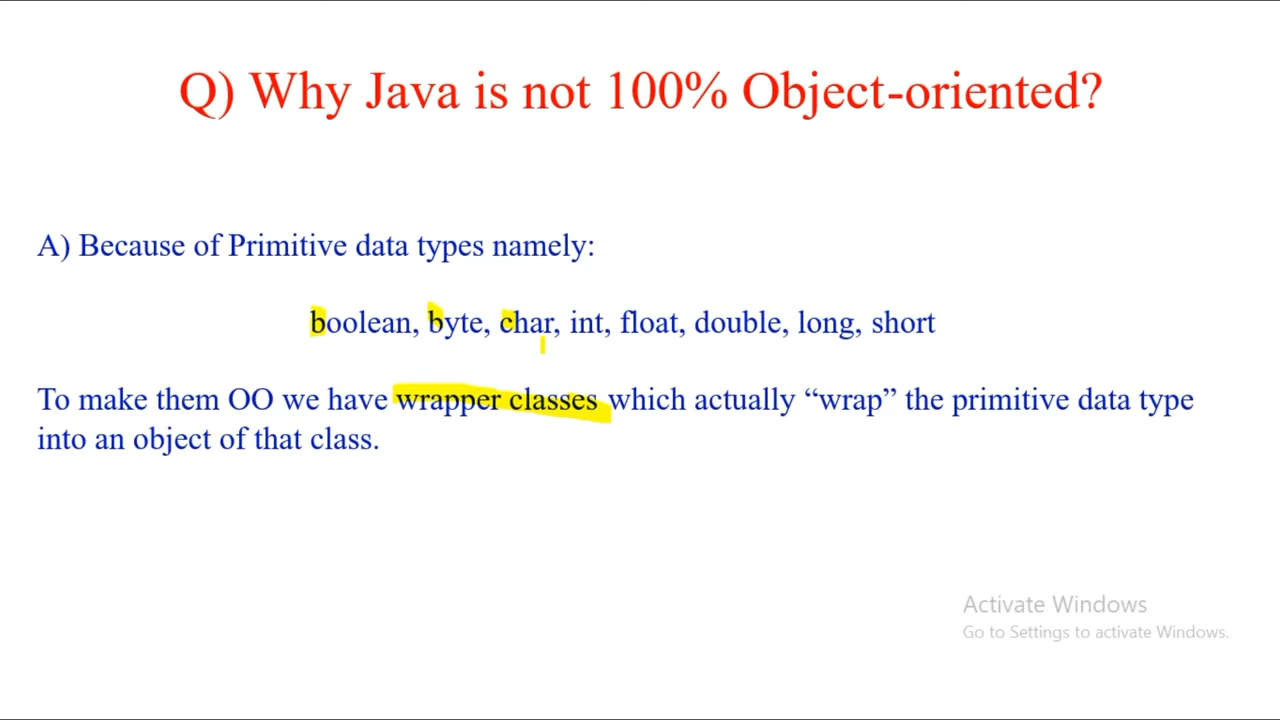 Q) Why Java is not 100% Object-oriented?
A) Because of Primitive data types namely:
boolean, byte, char, int, float, double, long, short
To make them OO we have wrapper classes which actually “wrap” the primitive data type
into an object of that class.
Activate Windows
Go to Settings to activate Windows.